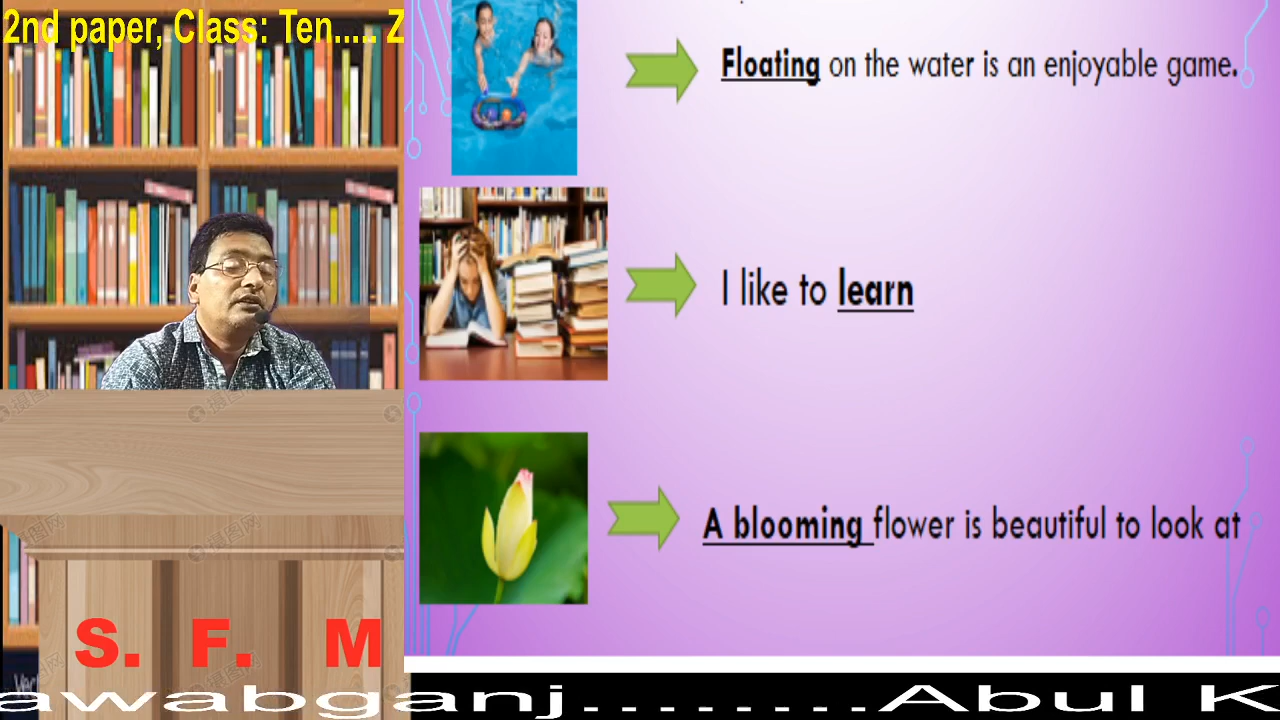 2nd paper, Class: Ten..... Z
Floating on the water is an enjoyable game.
I like to learn
A blooming flower is beautiful to look at
S. F. M
awabganj.........Abul K